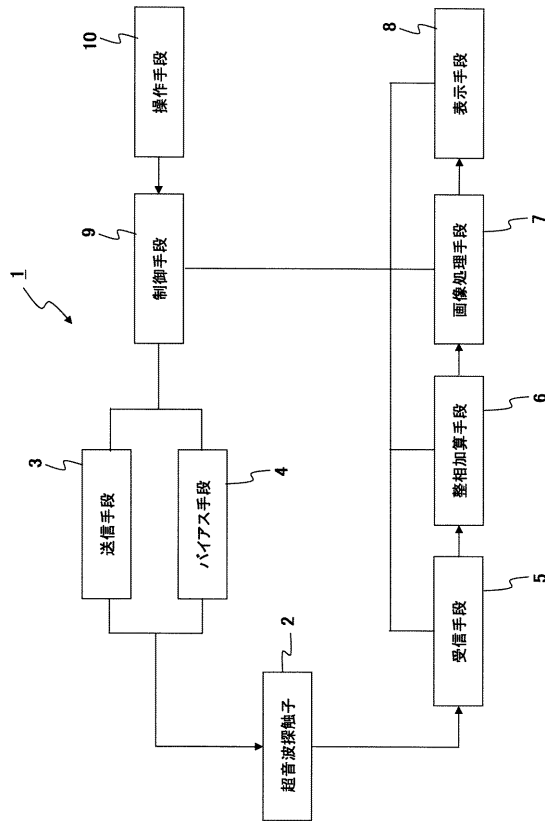 1
10
操作手段
9
制御手段
3
送信手段
バイアス手段
4
2
超音波探触子
8
表示手段
画像処理手段
7
整相加算手段
6
受信手段
5